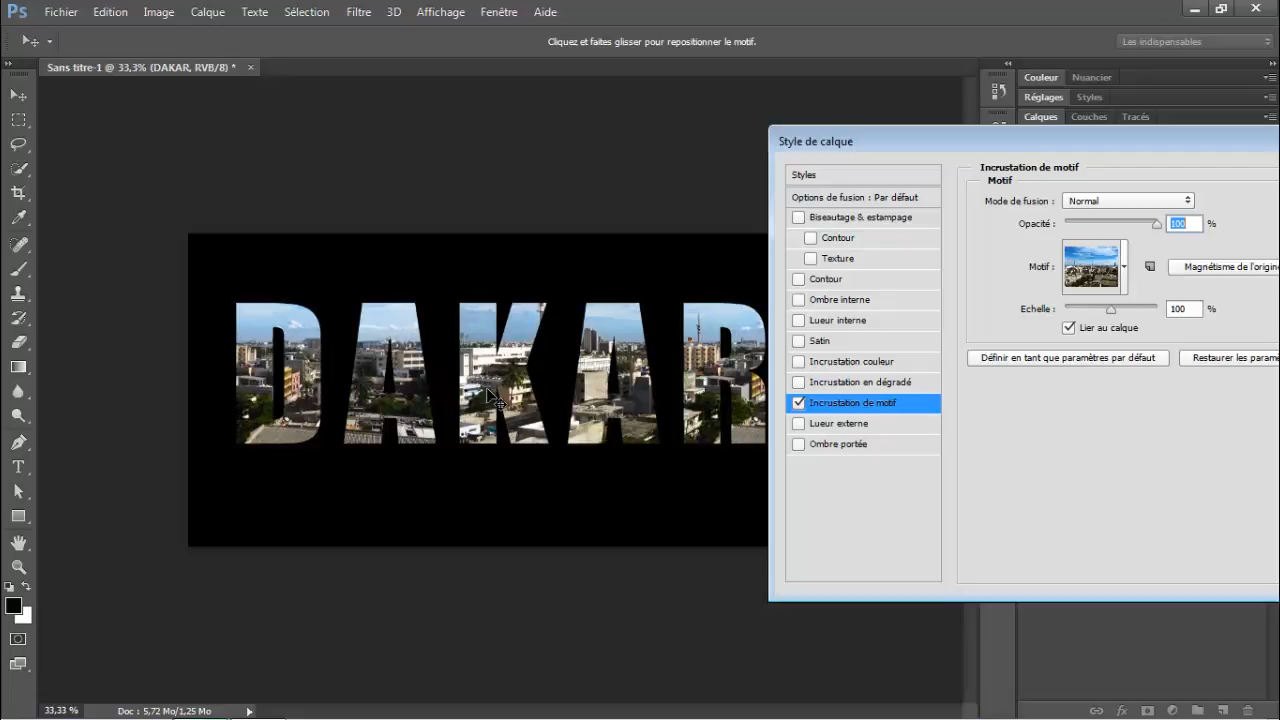 Ps Fichier Edition Image Calque Texte Sélection Filtre 3D Affichage Fenêtre Aide
Cliquez et faites glisser pour repositionner le motif.
Les indispensables
Sans titre-1 @ 33,3% (DAKAR, RVB/8) *
Couleur Nuancier
Réglages Styles
Calques Couches Tracés
Style de calque
Styles
Options de fusion : Par défaut
Biseautage & estampage
Contour
Texture
Contour
Ombre interne
Lueur interne
Satin
Incrustation couleur
Incrustation en dégradé
Incrustation de motif
Lueur externe
Ombre portée
Incrustation de motif
Motif
Mode de fusion : Normal
Opacité : 100 %
Motif : Magnétisme de l'origine
Echelle : 100 %
Lier au calque
Définir en tant que paramètres par défaut Restaurer les param
DAKAR
33,33 % Doc : 5,72 Mo/1,25 Mo